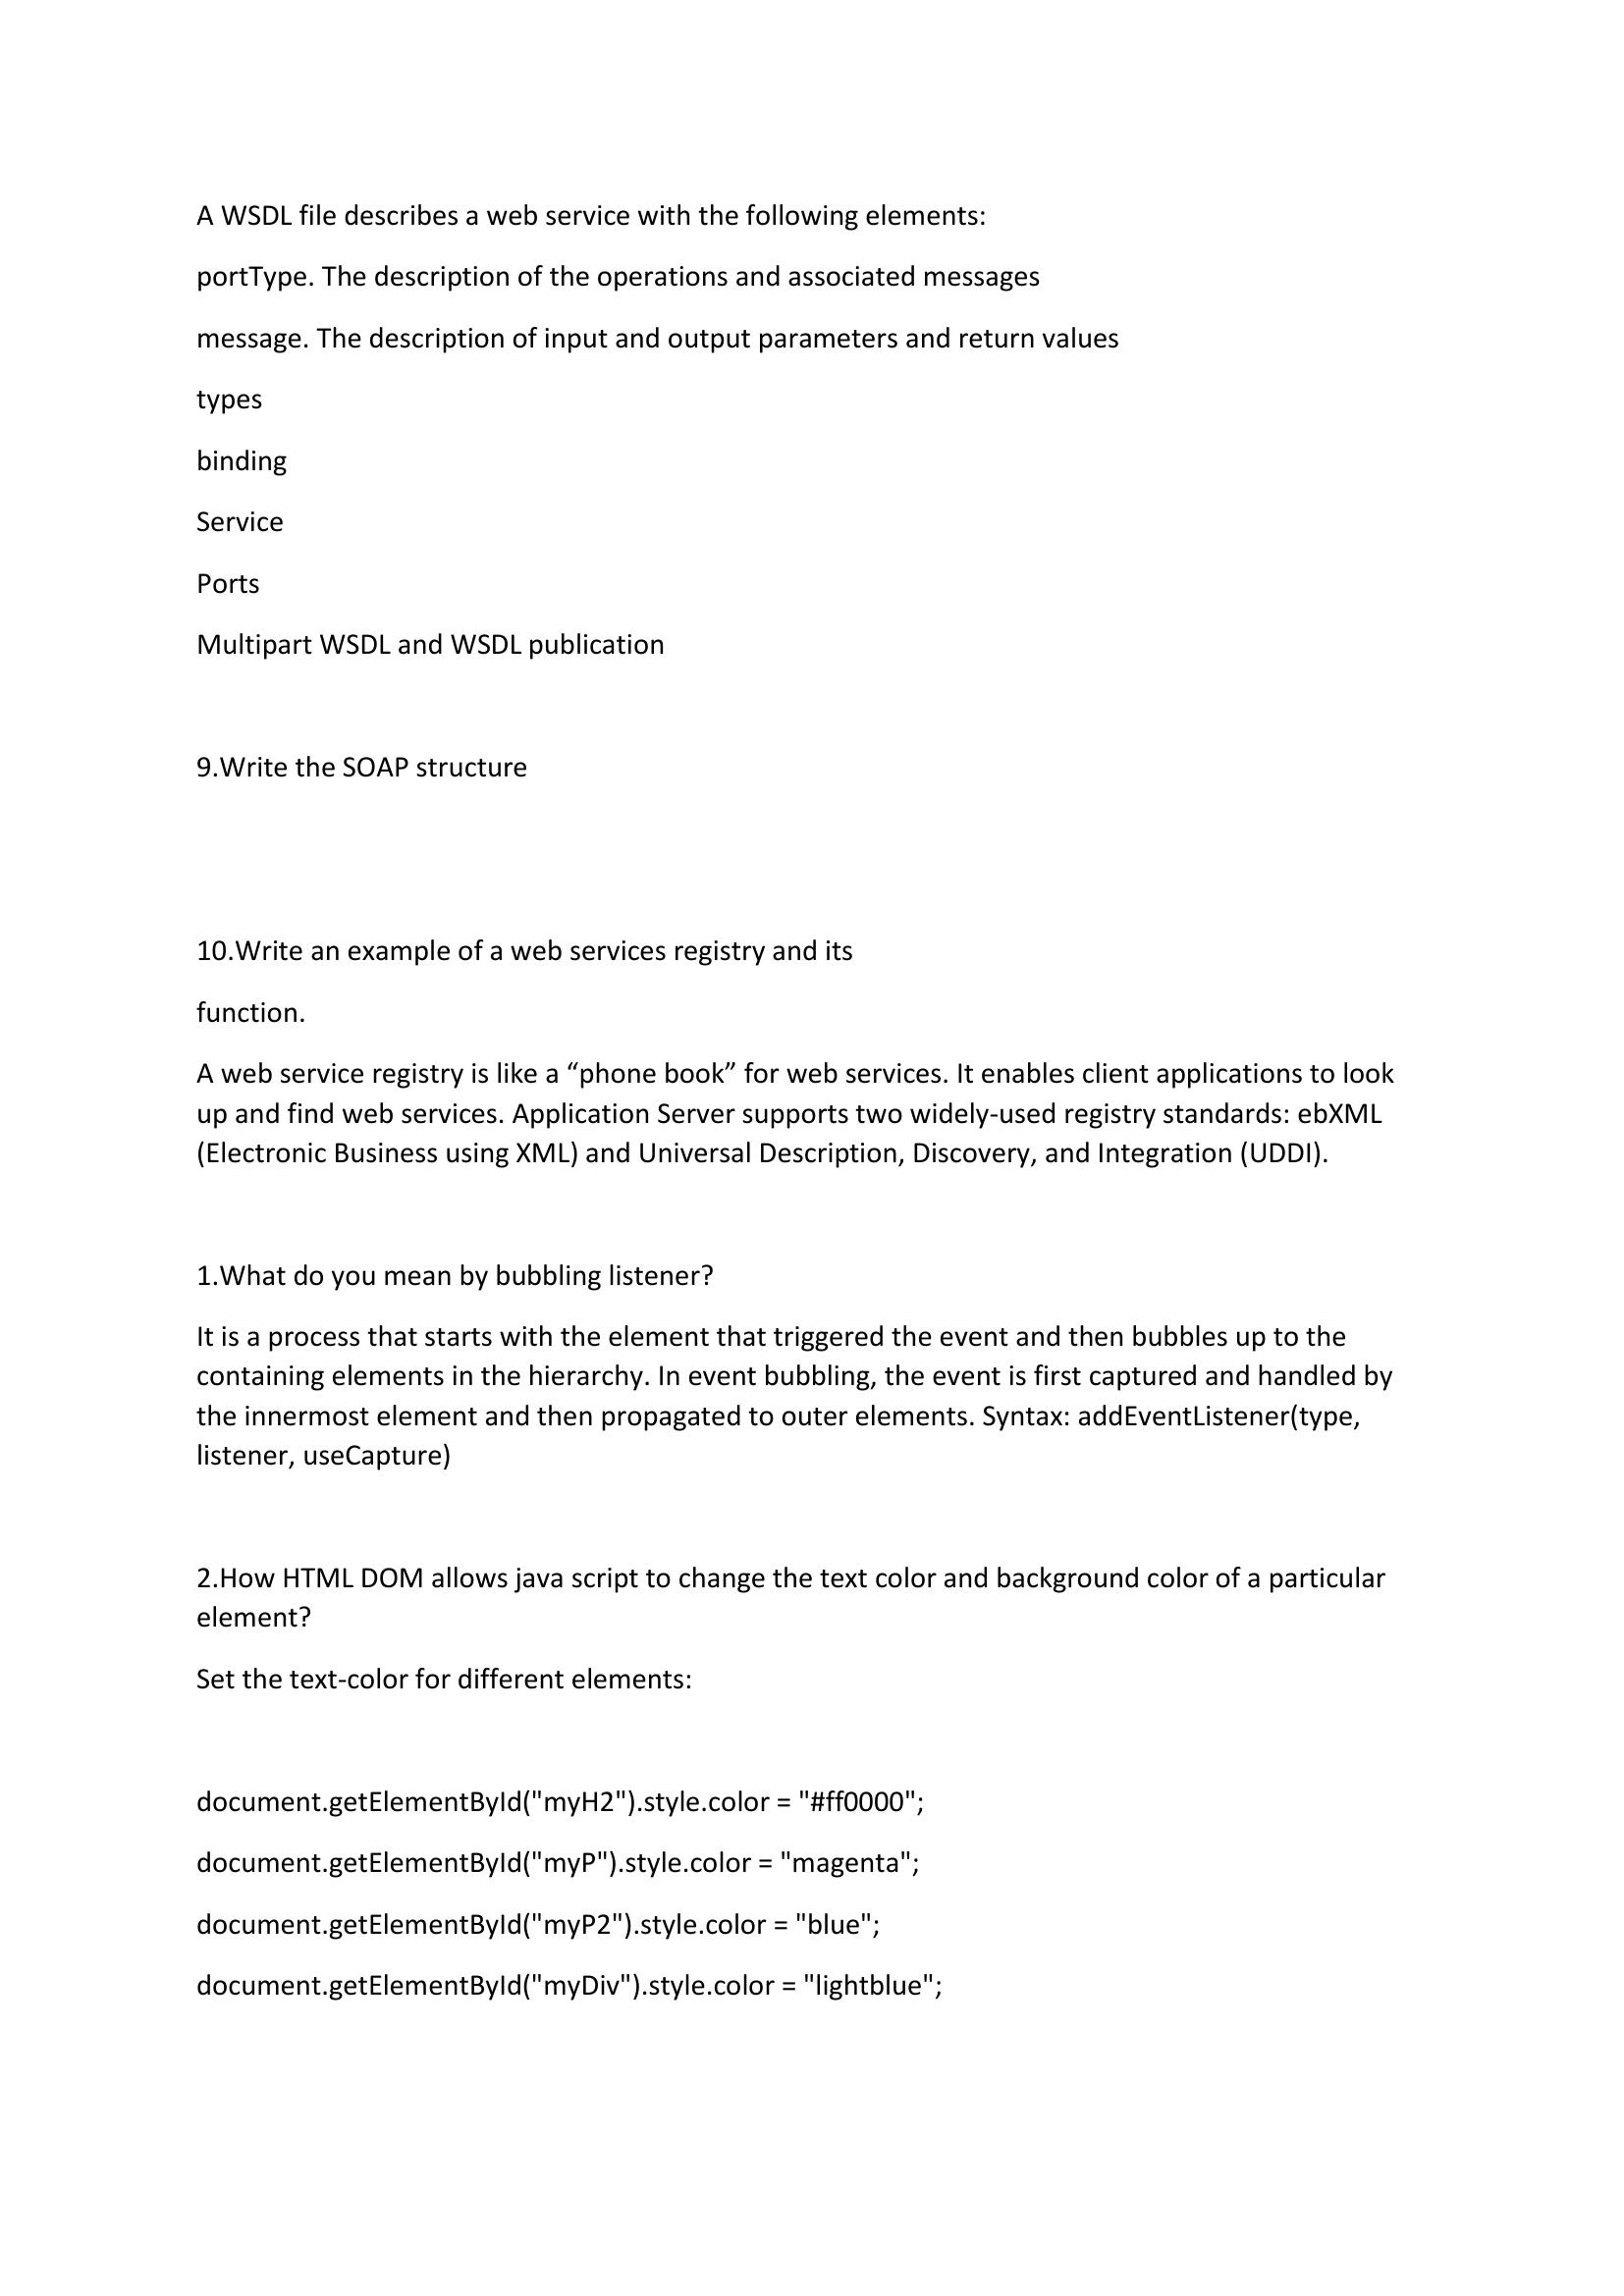 A WSDL file describes a web service with the following elements:
portType. The description of the operations and associated messages
message. The description of input and output parameters and return values
types
binding
Service
Ports
Multipart WSDL and WSDL publication
9.Write the SOAP structure
10.Write an example of a web services registry and its
function.
A web service registry is like a “phone book” for web services. It enables client applications to look
up and find web services. Application Server supports two widely-used registry standards: ebXML
(Electronic Business using XML) and Universal Description, Discovery, and Integration (UDDI).
1.What do you mean by bubbling listener?
It is a process that starts with the element that triggered the event and then bubbles up to the
containing elements in the hierarchy. In event bubbling, the event is first captured and handled by
the innermost element and then propagated to outer elements. Syntax: addEventListener(type,
listener, useCapture)
2.How HTML DOM allows java script to change the text color and background color of a particular
element?
Set the text-color for different elements:
document.getElementById("myH2").style.color = "#ff0000";
document.getElementById("myP").style.color = "magenta";
document.getElementById("myP2").style.color = "blue";
document.getElementById("myDiv").style.color = "lightblue";